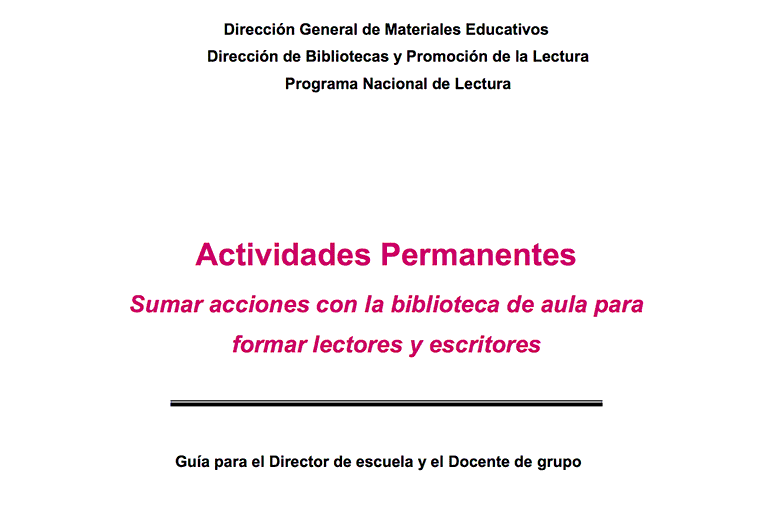 Dirección General de Materiales Educativos
Dirección de Bibliotecas y Promoción de la Lectura
Programa Nacional de Lectura
Actividades Permanentes
Sumar acciones con la biblioteca de aula para
formar lectores y escritores
Guía para el Director de escuela y el Docente de grupo